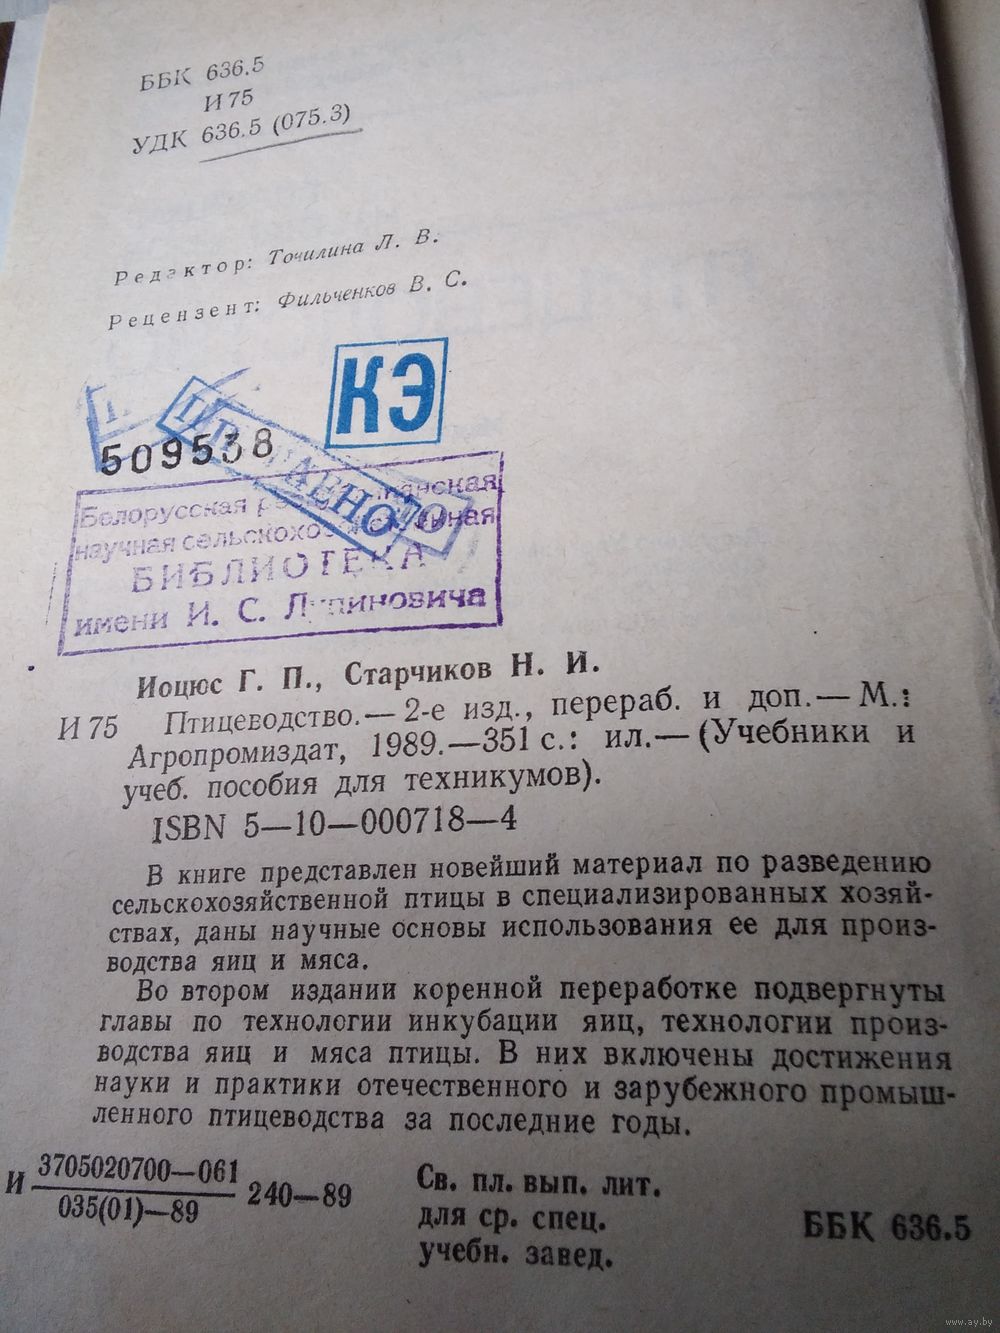 ББК 636.5
И 75
УДК 636.5 (075.3)
Редактор: Точилина Л. В.
Рецензент: Фильченков В. С.
КЭ
509538
Белорусская
научная
БИБЛИОТЕКА
имени И. С. Лупиновича
Иоцюс Г. П., Старчиков Н. И.
И 75 Птицеводство.— 2-е изд., перераб. и доп.— М.:
Агропромиздат, 1989.—351 с.: ил.— (Учебники и
учеб. пособия для техникумов).
ISBN 5—10—000718—4
В книге представлен новейший материал по разведению
сельскохозяйственной птицы в специализированных хозяй-
ствах, даны научные основы использования ее для произ-
водства яиц и мяса.
Во втором издании коренной переработке подвергнуты
главы по технологии инкубации яиц, технологии произ-
водства яиц и мяса птицы. В них включены достижения
науки и практики отечественного и зарубежного промыш-
ленного птицеводства за последние годы.
И 3705020700—061
035(01)—89
240—89
Св. пл. вып. лит.
для ср. спец.
учебн. завед.
ББК 636.5
www.ay.by